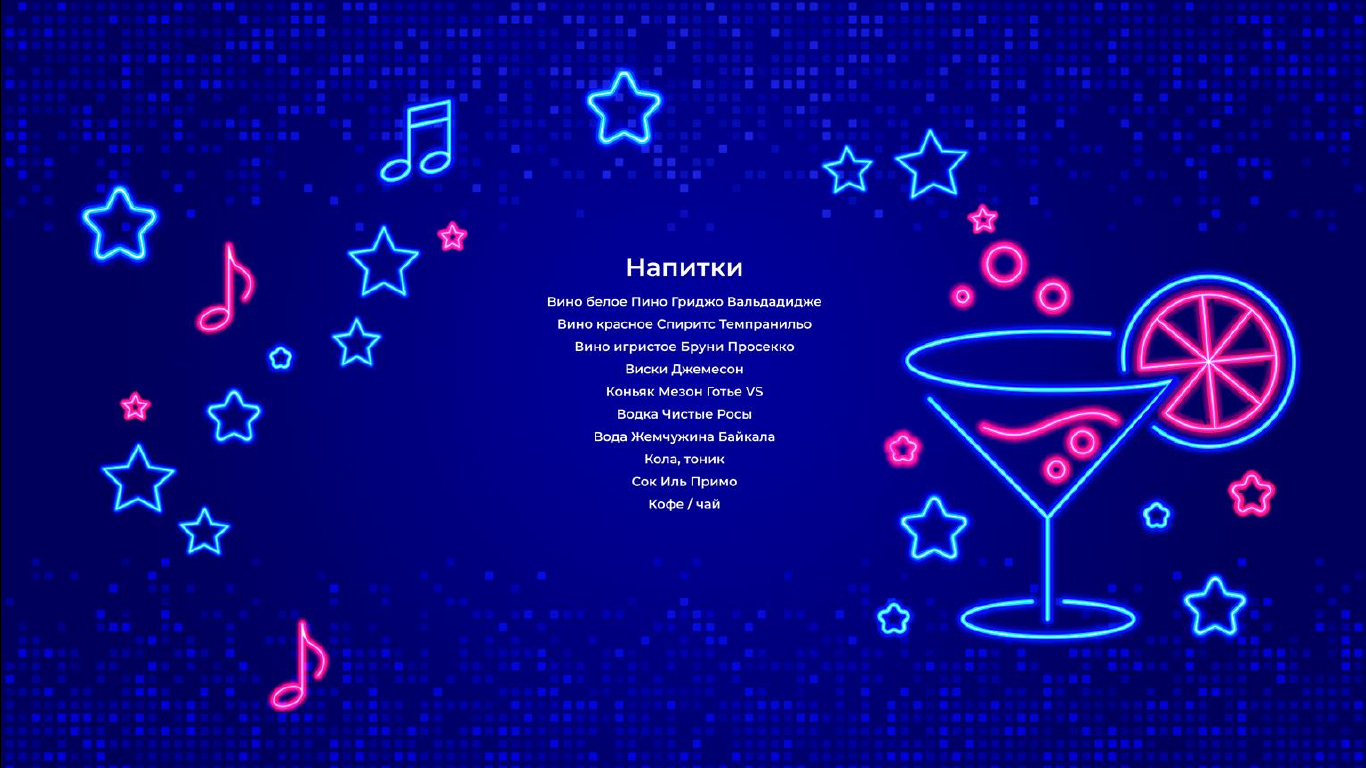 Напитки
Вино белое Пино Гриджо Вальдадидже
Вино красное Спиритс Темпранильо
Вино игристое Бруни Просекко
Виски Джемесон
Коньяк Мезон Готье VS
Водка Чистые Росы
Вода Жемчужина Байкала
Кола, тоник
Сок Иль Примо
Кофе / чай